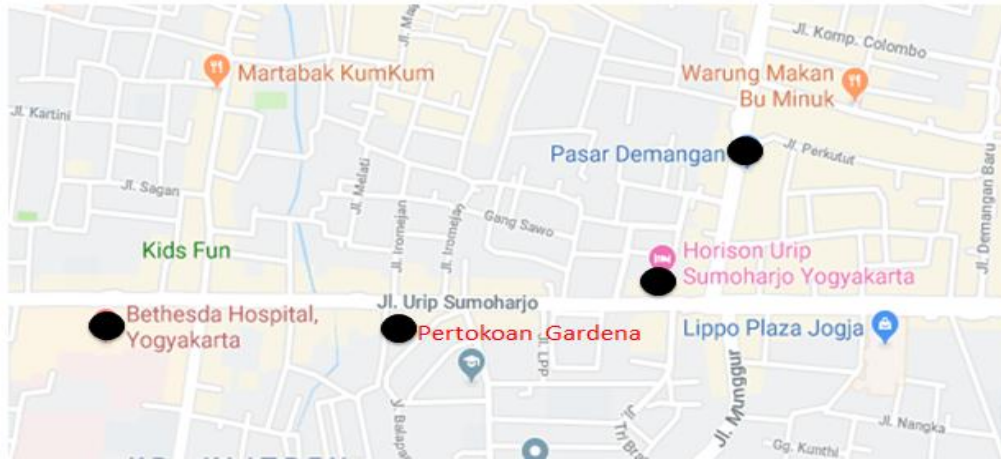 Jl. Komp. Colombo
Martabak KumKum
Warung Makan
Bu Minuk
Jl. Kartini
Pasar Demangan
Jl. Perkutut
Jl. Demangan Baru
Jl. Sagan
Jl. Melati
Jl. Iromejan
Jl. Iromejan
Gang Sawo
Kids Fun
Horison Urip
Sumoharjo Yogyakarta
Jl. Urip Sumoharjo
Bethesda Hospital,
Yogyakarta
Pertokoan Gardena
Lippo Plaza Jogja
Jl. LPP
Jl. Munggur
Jl. Nangka
Gg. Kunthi